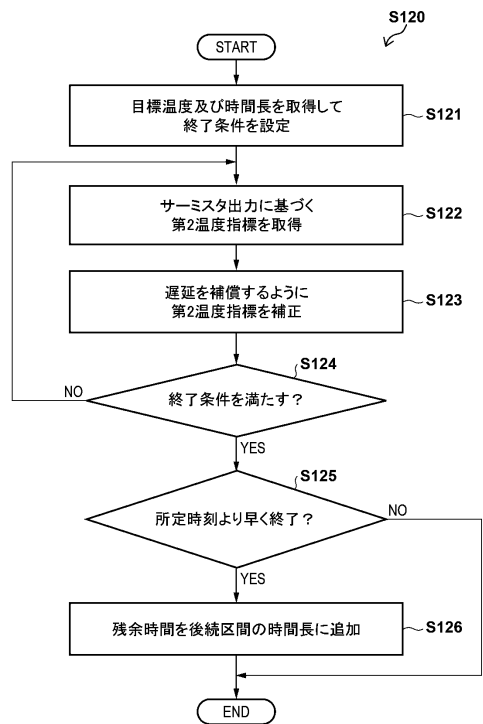 S120
START
目標温度及び時間長を取得して
終了条件を設定
S121
サーミスタ出力に基づく
第2温度指標を取得
S122
遅延を補償するように
第2温度指標を補正
S123
S124
終了条件を満たす？
NO
YES
S125
所定時刻より早く終了？
NO
YES
残余時間を後続区間の時間長に追加
S126
END